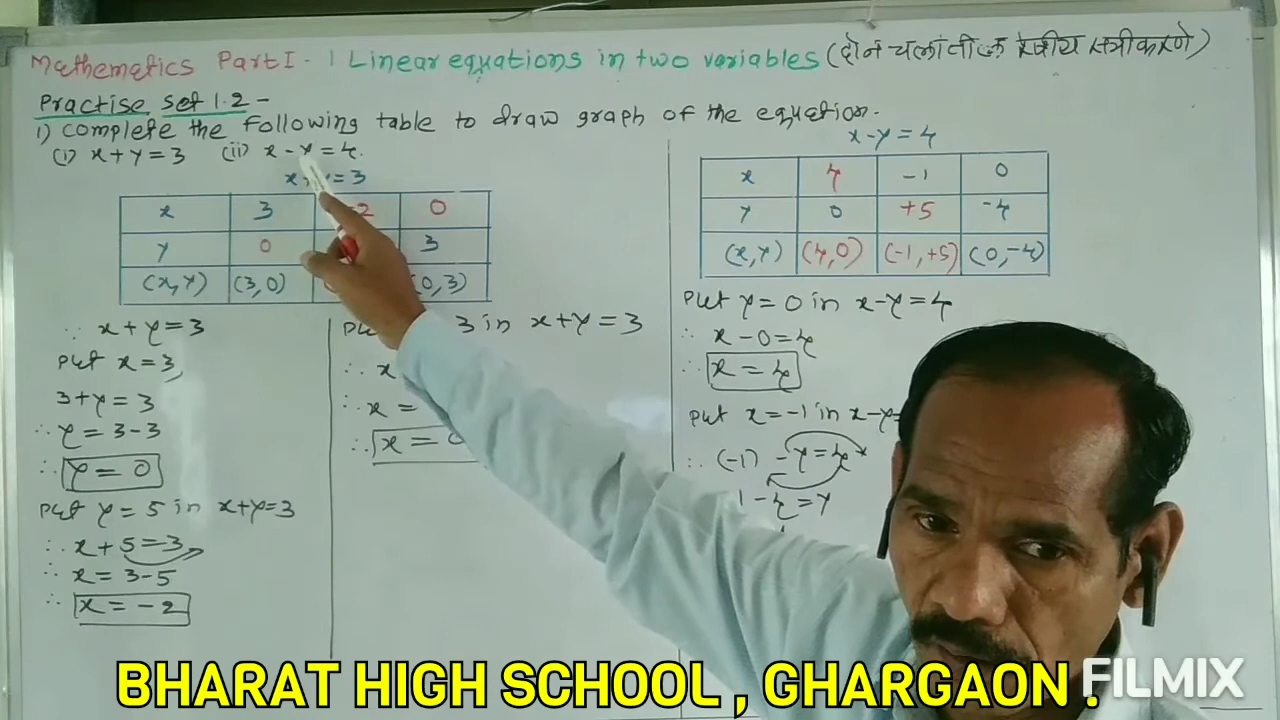 Mathematics Part I - 1 Linear equations in two variables (दोन चलांतील रेषीय समीकरणे)
Practise set 1.2 -
1) Complete the following table to draw graph of the equation.
(i) x + y = 3 (ii) x - y = 4.
x + y = 3
x 3 -2 0
y 0 3
(x, y) (3, 0) (0, 3)
∴ x + y = 3
Put x = 3,
3 + y = 3
∴ y = 3 - 3
∴ y = 0
Put y = 5 in x + y = 3
∴ x + 5 = 3
∴ x = 3 - 5
∴ x = -2
Put 3 in x + y = 3
∴ x
∴ x =
∴ x = 0
x - y = 4
x 4 -1 0
y 0 +5 -4
(x, y) (4, 0) (-1, +5) (0, -4)
Put y = 0 in x - y = 4
∴ x - 0 = 4
∴ x = 4
Put x = -1 in x - y =
∴ (-1) - y = 4
1 - 4 = y
BHARAT HIGH SCHOOL , GHARGAON .
FILMIX